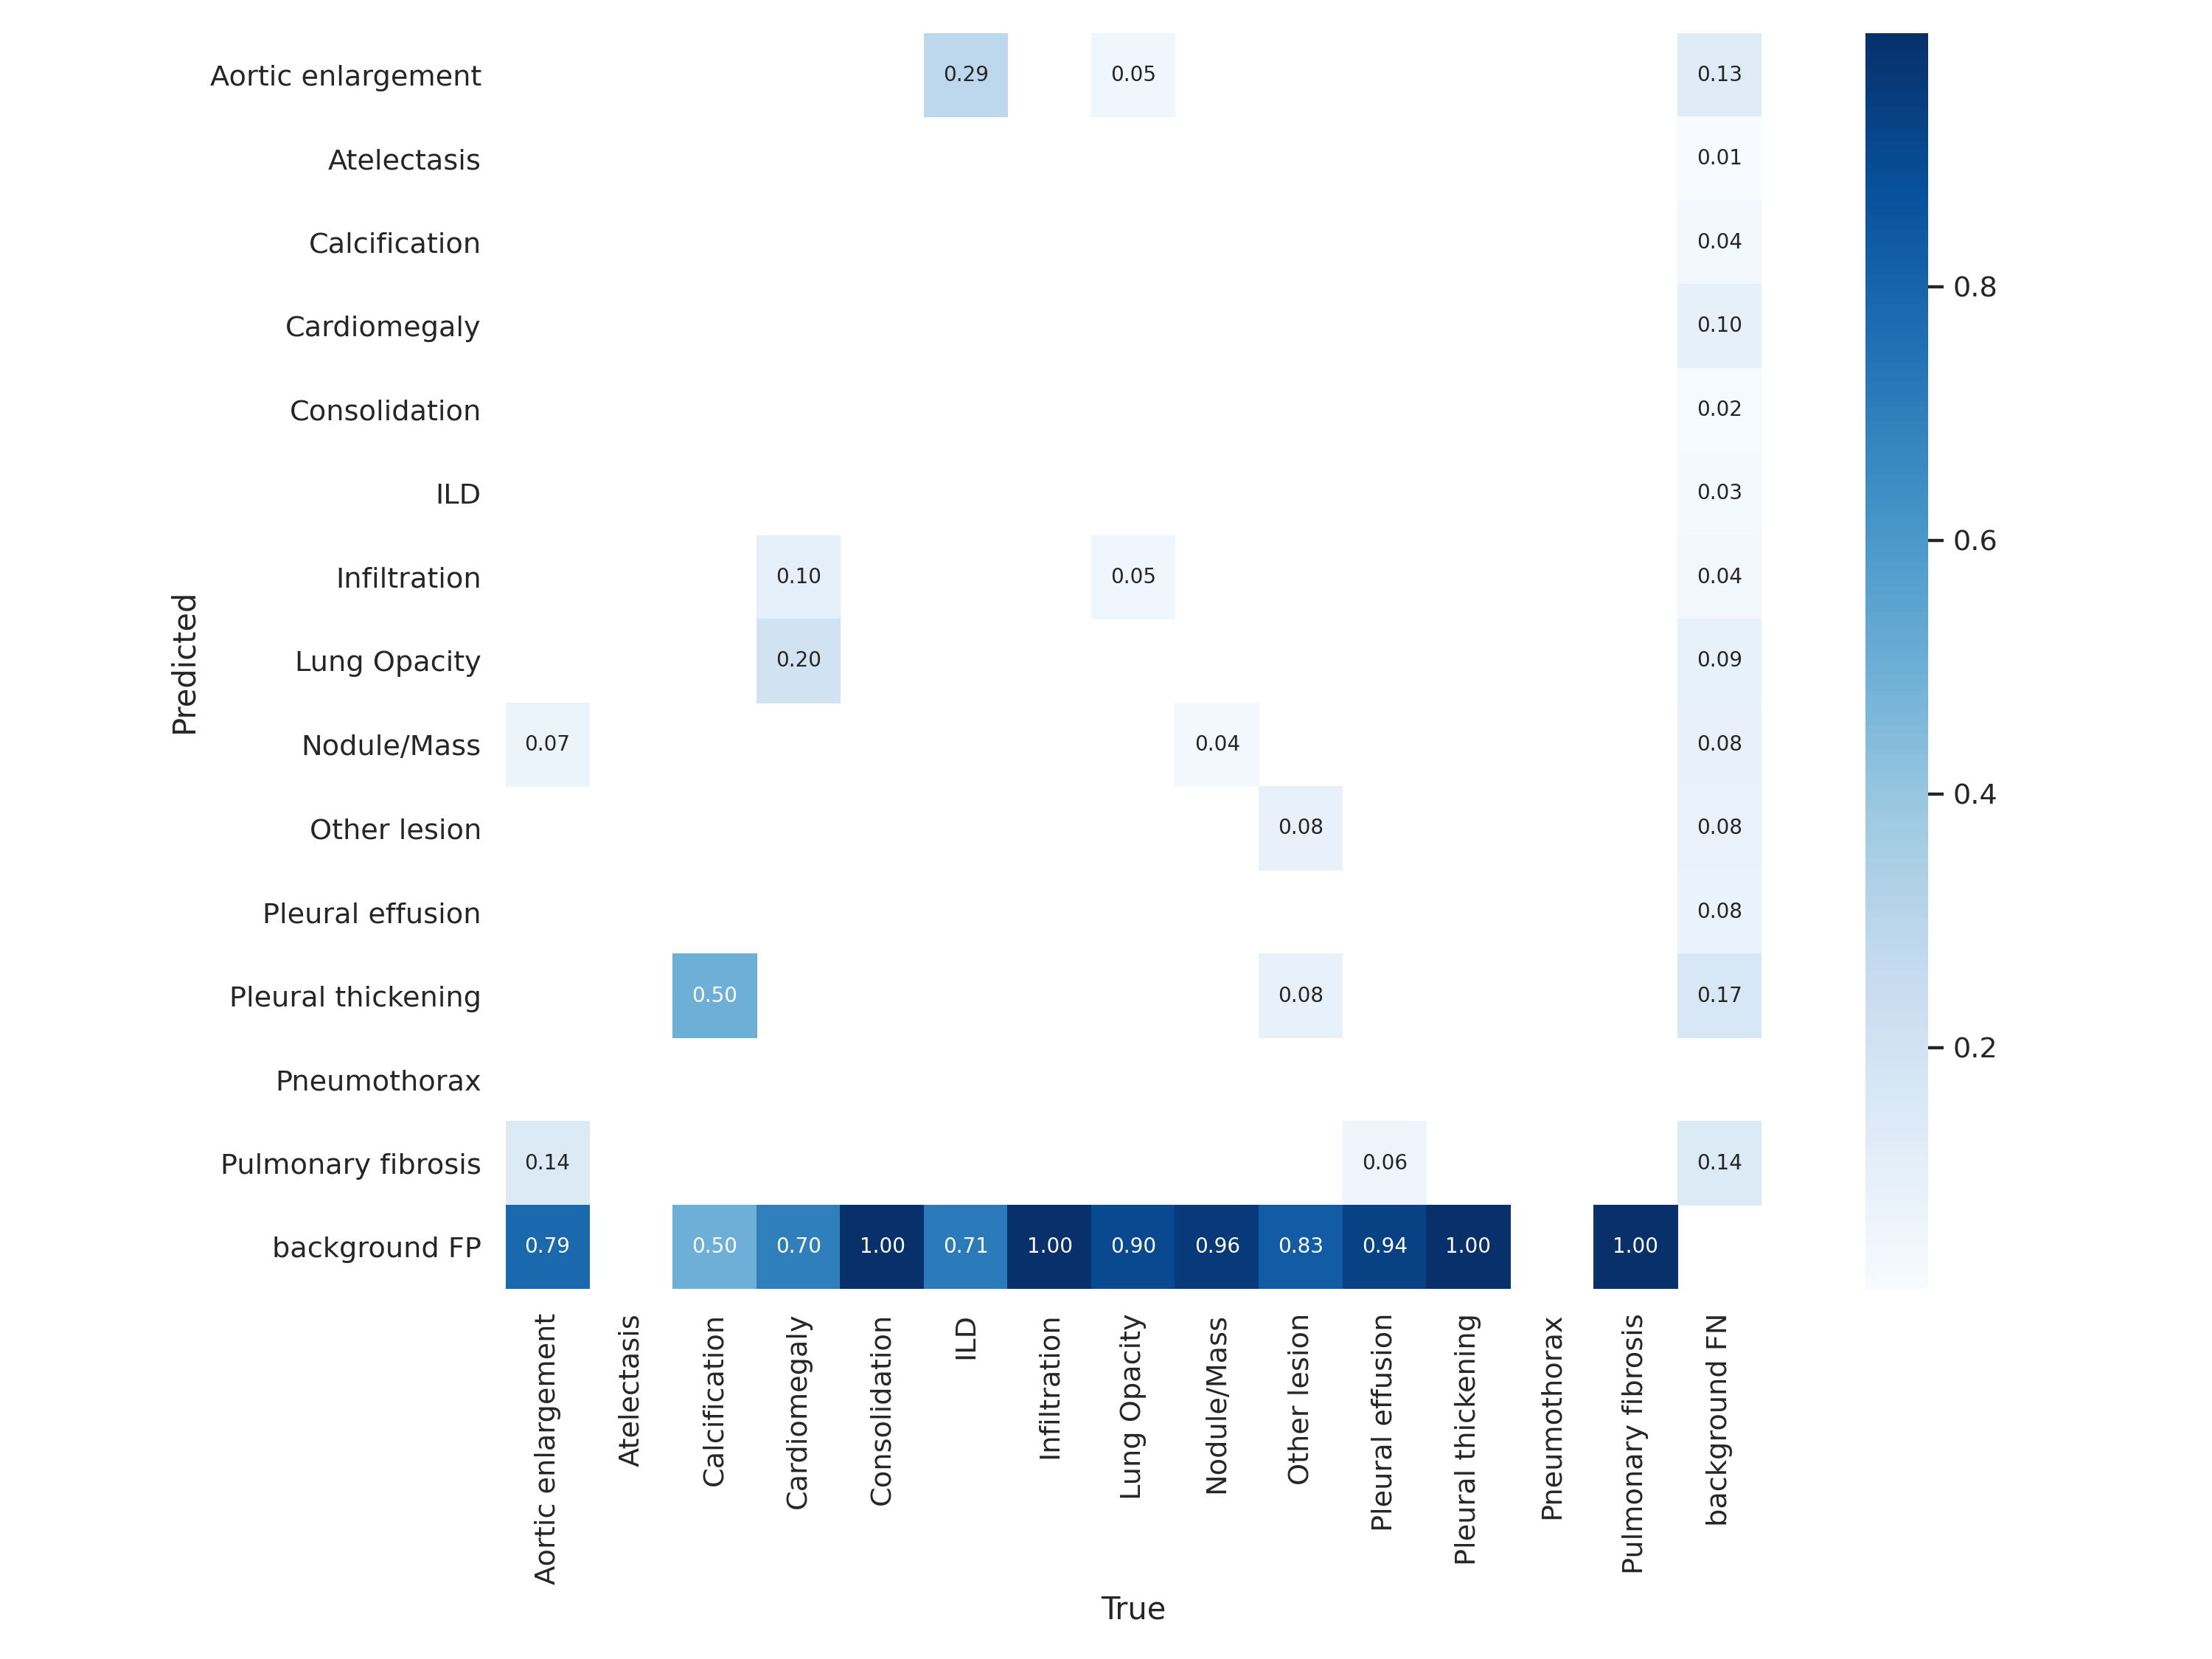 Aortic enlargement 0.29 0.05 0.13
Atelectasis 0.01
Calcification 0.04
Cardiomegaly 0.10
Consolidation 0.02
ILD 0.03
Infiltration 0.10 0.05 0.04
Lung Opacity 0.20 0.09
Nodule/Mass 0.07 0.04 0.08
Other lesion 0.08 0.08
Pleural effusion 0.08
Pleural thickening 0.50 0.08 0.17
Pneumothorax
Pulmonary fibrosis 0.14 0.06 0.14
background FP 0.79 0.50 0.70 1.00 0.71 1.00 0.90 0.96 0.83 0.94 1.00 1.00
Predicted
Aortic enlargement
Atelectasis
Calcification
Cardiomegaly
Consolidation
ILD
Infiltration
Lung Opacity
Nodule/Mass
Other lesion
Pleural effusion
Pleural thickening
Pneumothorax
Pulmonary fibrosis
background FN
True
0.8
0.6
0.4
0.2